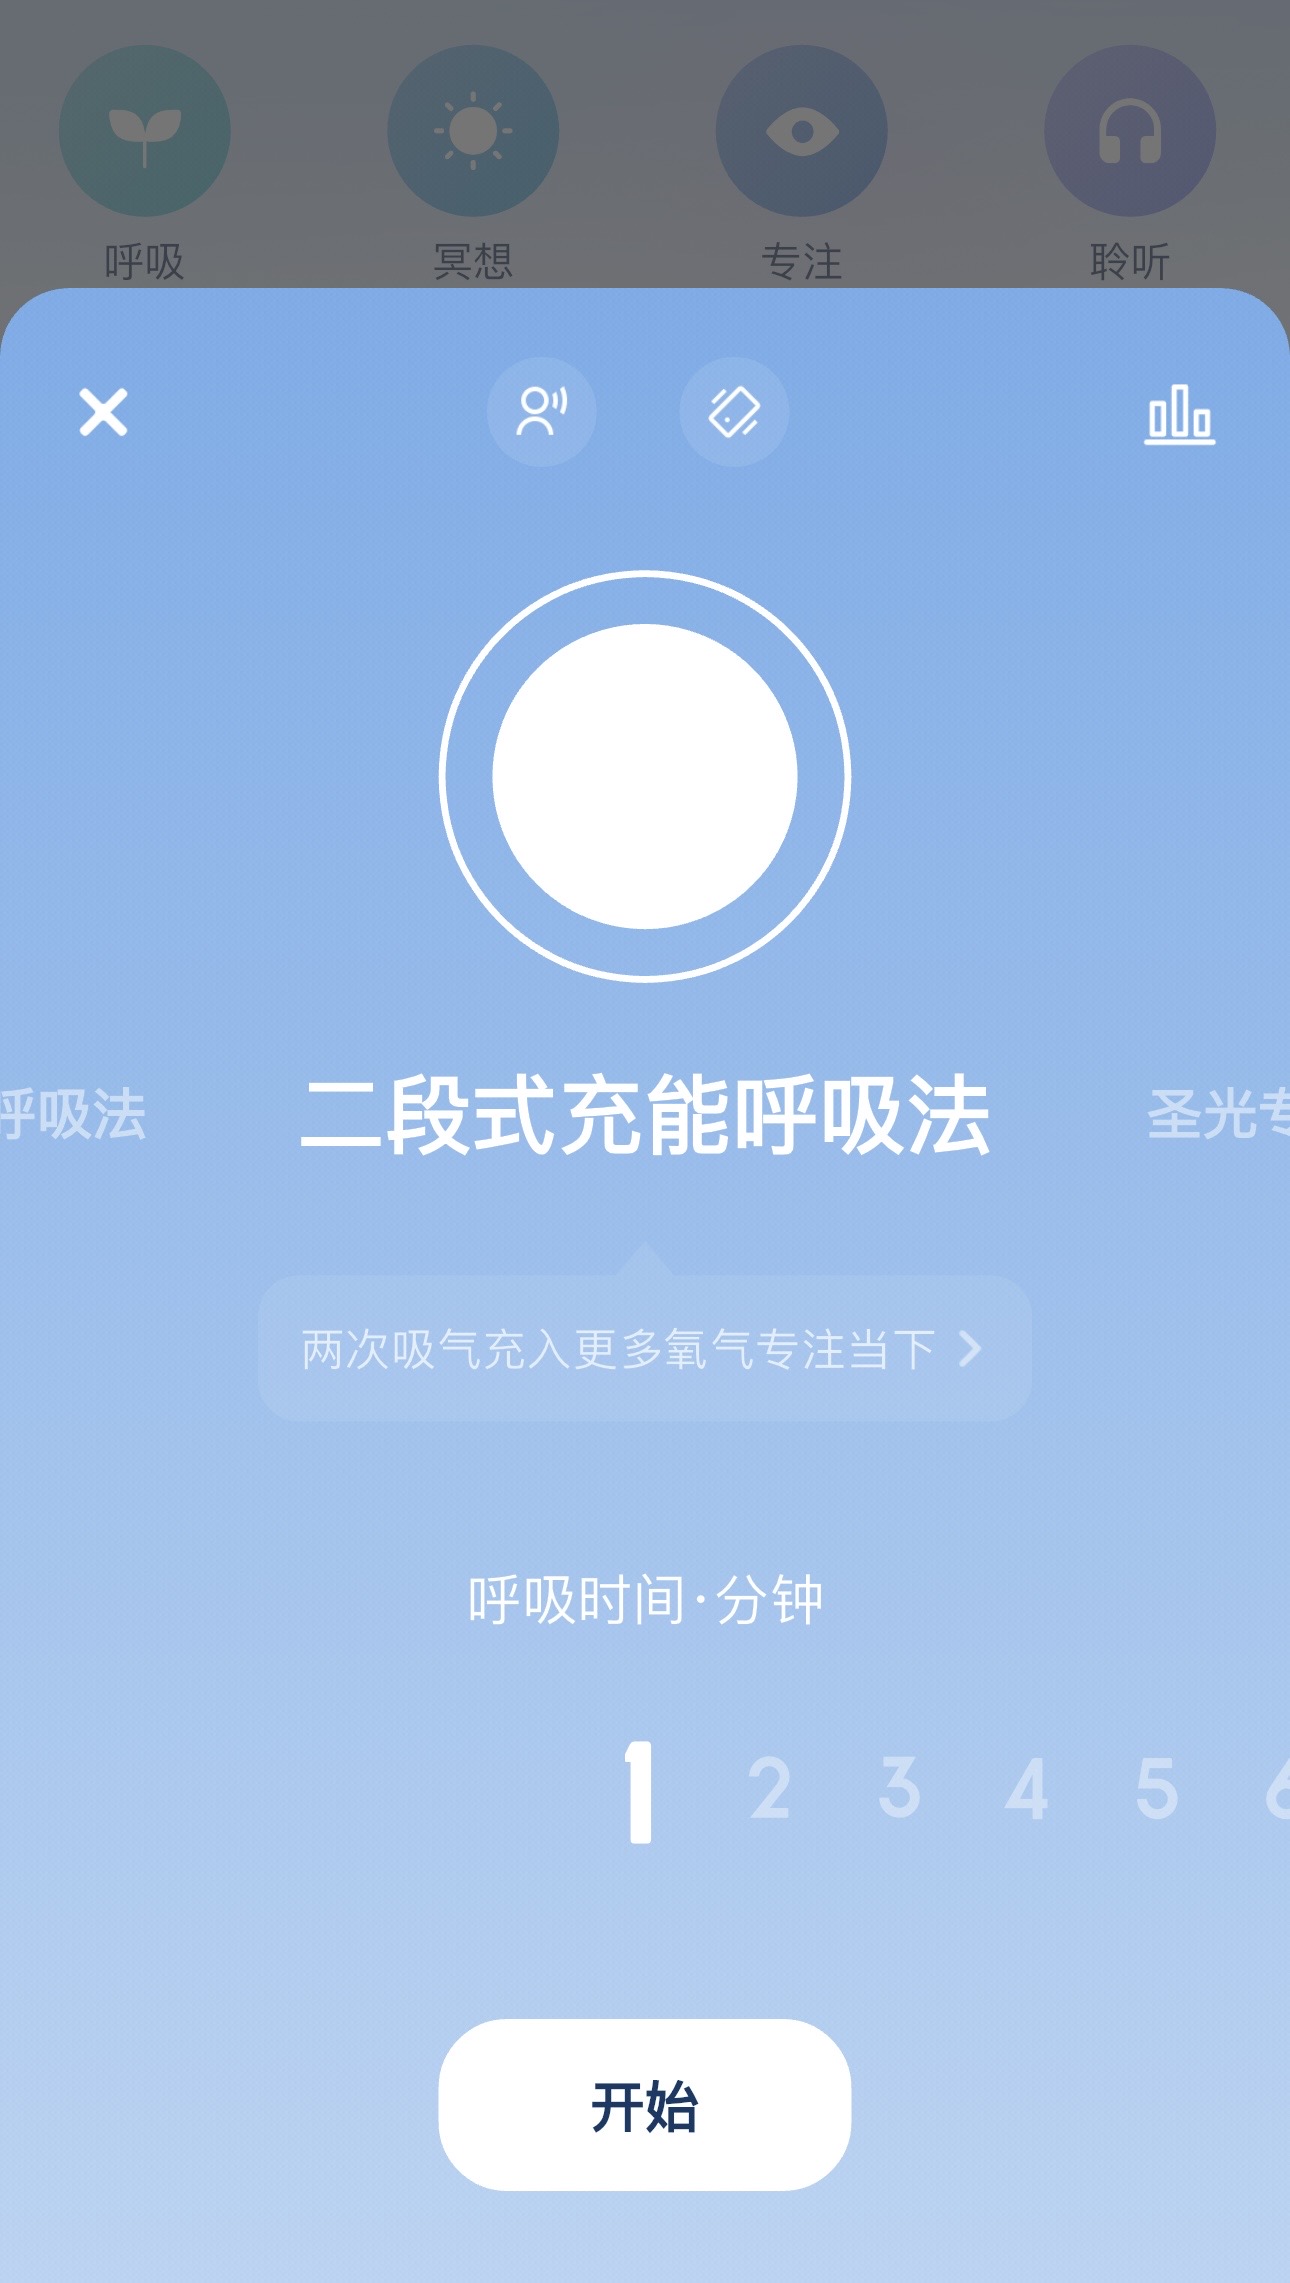 呼吸 冥想 专注 聆听
呼吸法 二段式充能呼吸法 圣光专
两次吸气充入更多氧气专注当下
呼吸时间·分钟
1 2 3 4 5 6
开始